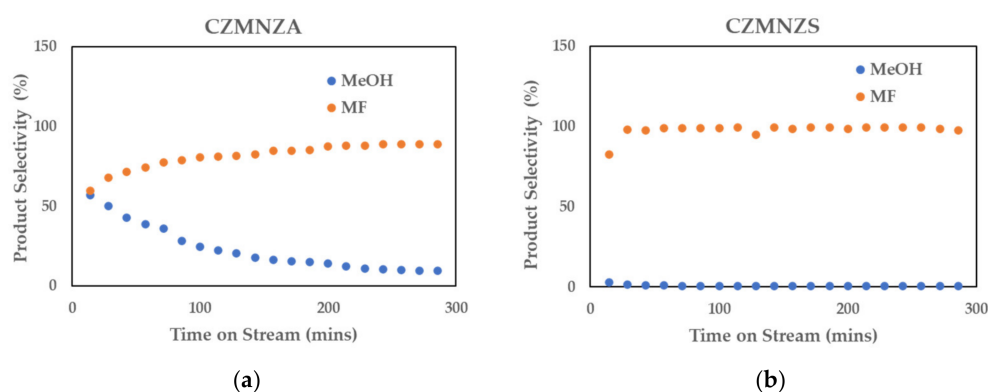 CZMNZA
Product Selectivity (%)
150
100
50
0
MeOH
MF
0 100 200 300
Time on Stream (mins)
(a)
CZMNZS
Product Selectivity (%)
150
100
50
0
MeOH
MF
0 100 200 300
Time on Stream (mins)
(b)